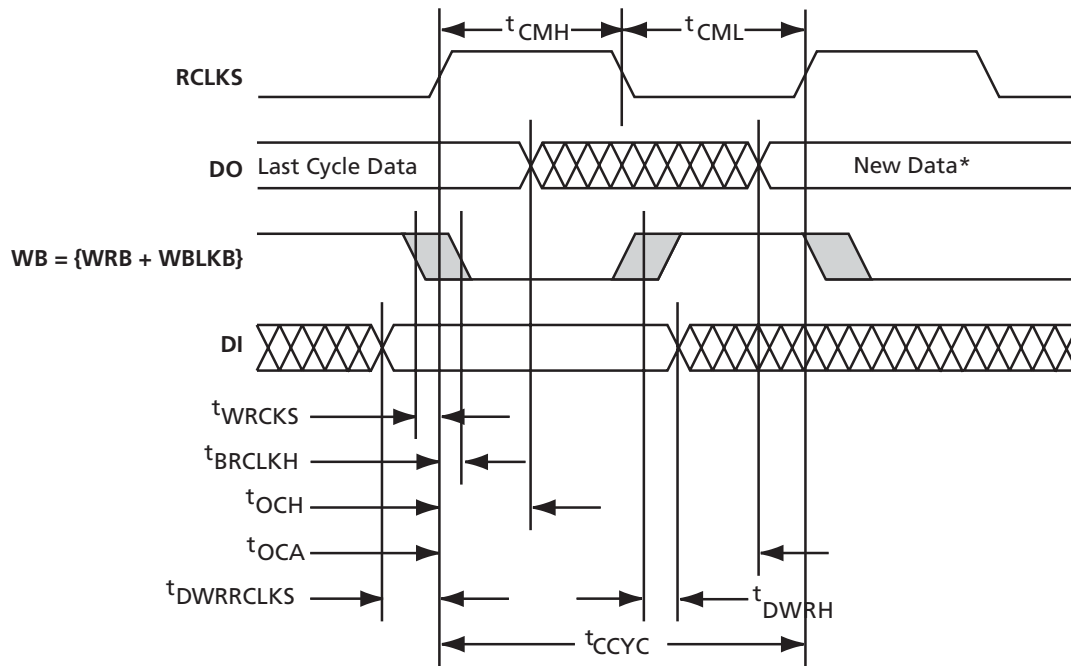 tCMH
tCML
RCLKS
DO
Last Cycle Data
New Data*
WB = {WRB + WBLKB}
DI
tWRCKS
tBRCLKH
tOCH
tOCA
tDWRRCLKS
tDWRH
tCCYC